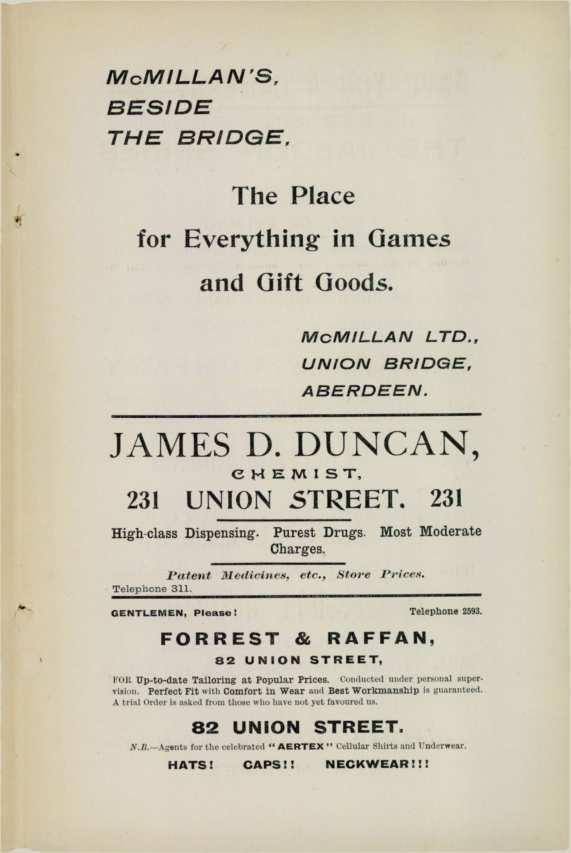 McMILLAN'S,
BESIDE
THE BRIDGE,
The Place
for Everything in Games
and Gift Goods.
McMILLAN LTD.,
UNION BRIDGE,
ABERDEEN.
JAMES D. DUNCAN,
CHEMIST,
231 UNION STREET. 231
High-class Dispensing. Purest Drugs. Most Moderate
Charges.
Patent Medicines, etc., Store Prices.
Telephone 311.
GENTLEMEN, Please! Telephone 2593.
FORREST & RAFFAN,
82 UNION STREET,
FOR Up-to-date Tailoring at Popular Prices. Conducted under personal super-
vision. Perfect Fit with Comfort in Wear and Best Workmanship is guaranteed.
A trial Order is asked from those who have not yet favoured us.
82 UNION STREET.
N.B.—Agents for the celebrated "AERTEX" Cellular Shirts and Underwear.
HATS! CAPS!! NECKWEAR!!!